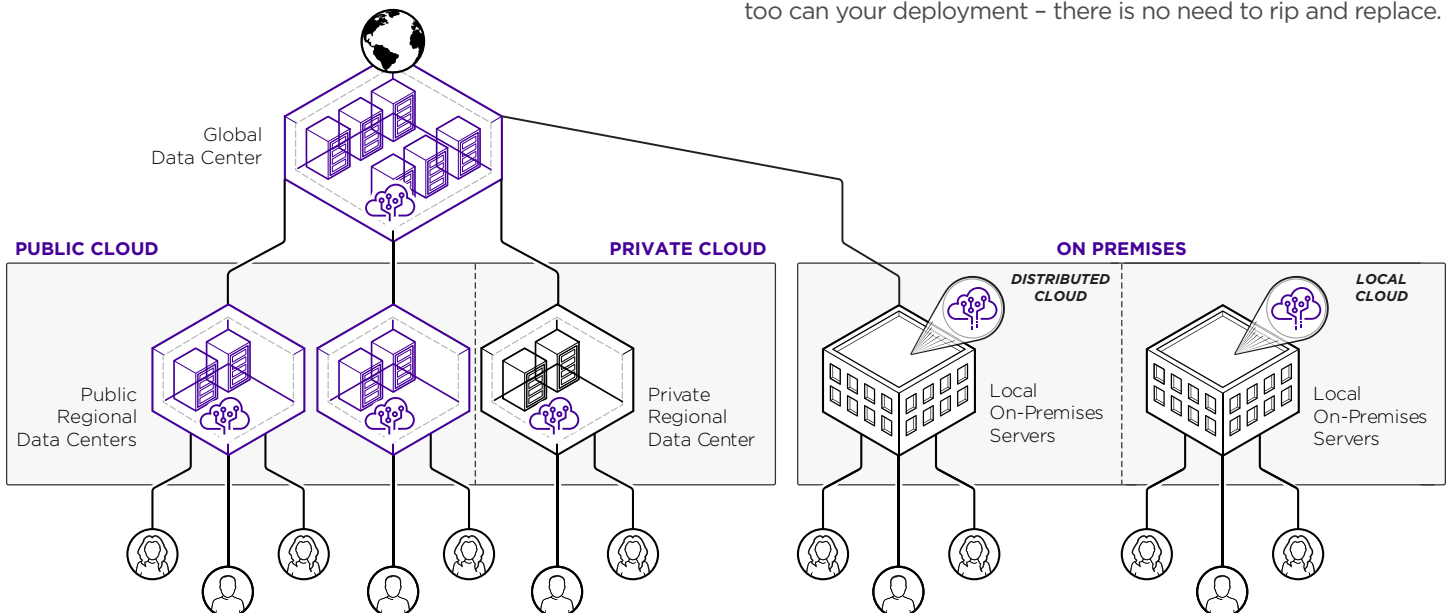 too can your deployment – there is no need to rip and replace.
Global
Data Center
PUBLIC CLOUD
PRIVATE CLOUD
ON PREMISES
DISTRIBUTED
CLOUD
LOCAL
CLOUD
Public
Regional
Data Centers
Private
Regional
Data Center
Local
On-Premises
Servers
Local
On-Premises
Servers